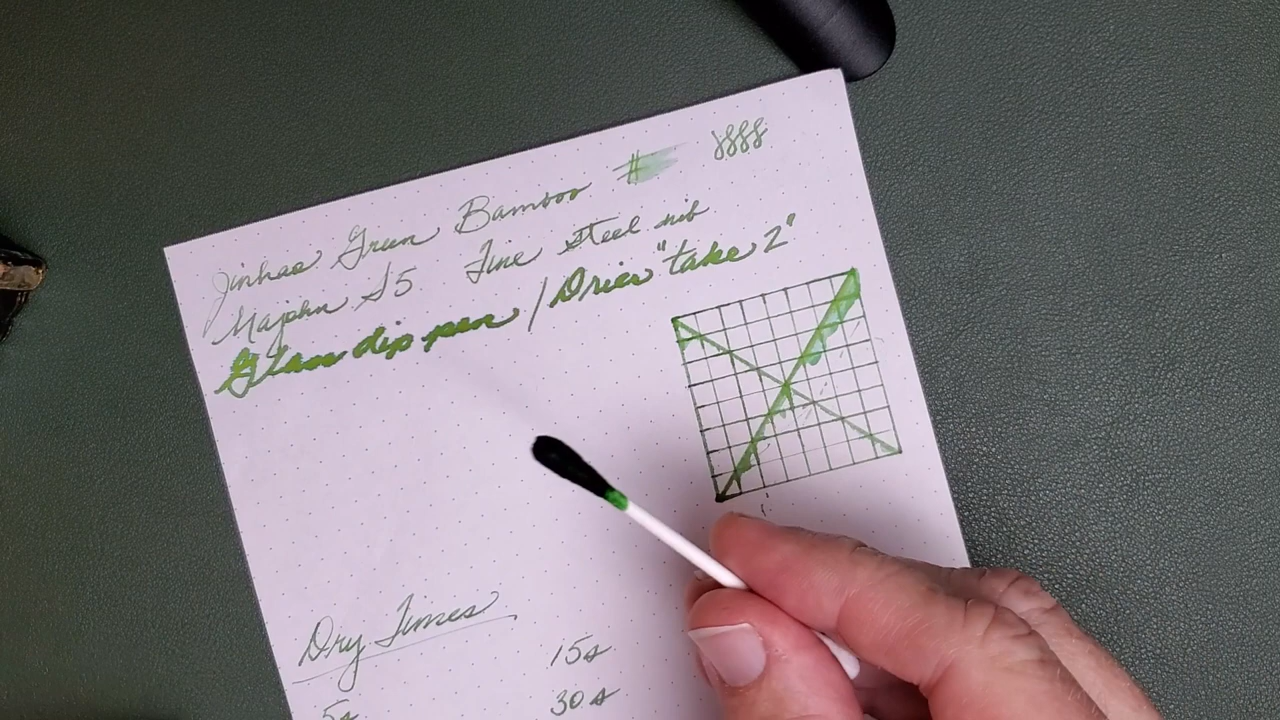 Jinhao Green Bamboo # 8888
Majohn S5 Fine steel nib
Glass dip pen / Drier "take 2"
Dry Times
15s
5s 30s